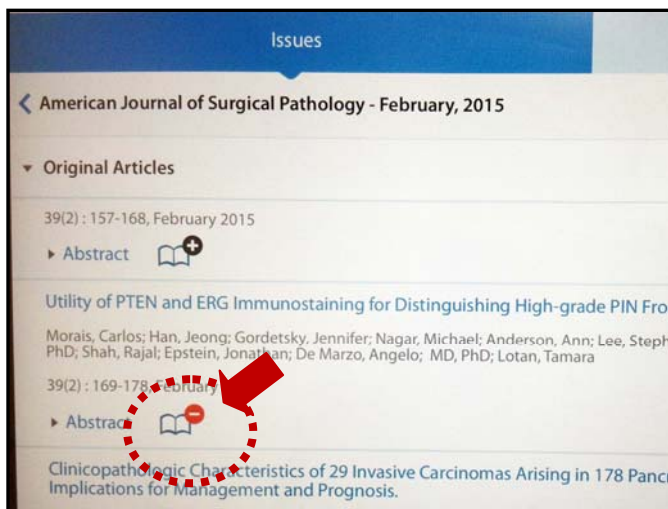 Issues
American Journal of Surgical Pathology - February, 2015
Original Articles
39(2) : 157-168, February 2015
Abstract
Utility of PTEN and ERG Immunostaining for Distinguishing High-grade PIN Fro
Morais, Carlos; Han, Jeong; Gordetsky, Jennifer; Nagar, Michael; Anderson, Ann; Lee, Steph
PhD; Shah, Rajal; Epstein, Jonathan; De Marzo, Angelo; MD, PhD; Lotan, Tamara
39(2) : 169-178, February
Abstract
Clinicopathologic Characteristics of 29 Invasive Carcinomas Arising in 178 Pancr
Implications for Management and Prognosis.